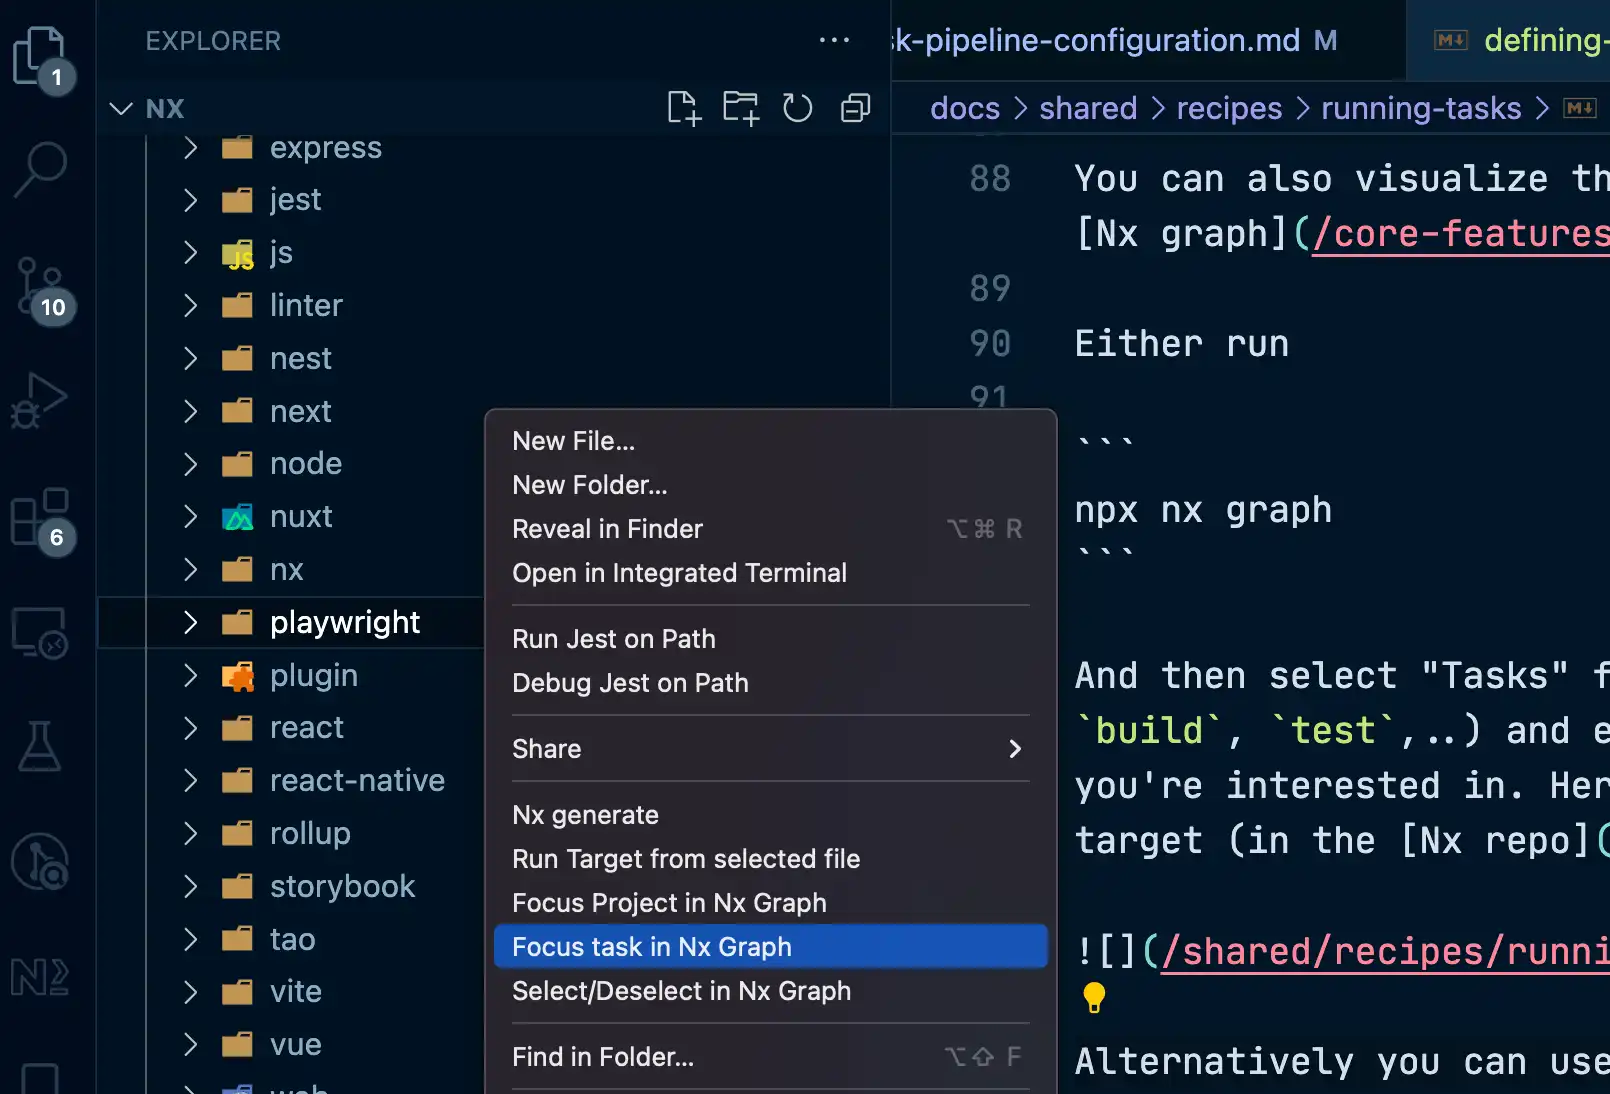 EXPLORER
NX
express
jest
JS
js
linter
nest
next
node
nuxt
nx
playwright
plugin
react
react-native
rollup
storybook
tao
vite
vue
1
10
6
New File...
New Folder...
Reveal in Finder ⌥⌘ R
Open in Integrated Terminal
Run Jest on Path
Debug Jest on Path
Share
Nx generate
Run Target from selected file
Focus Project in Nx Graph
Focus task in Nx Graph
Select/Deselect in Nx Graph
Find in Folder... ⌥⇧ F
k-pipeline-configuration.md M
M↓ defining-
docs > shared > recipes > running-tasks > M↓
88 You can also visualize th
[Nx graph](/core-features
89
90 Either run
91
```
npx nx graph
```
And then select "Tasks" f
`build`, `test`,..) and e
you're interested in. Her
target (in the [Nx repo](
![](/shared/recipes/runni
Alternatively you can use